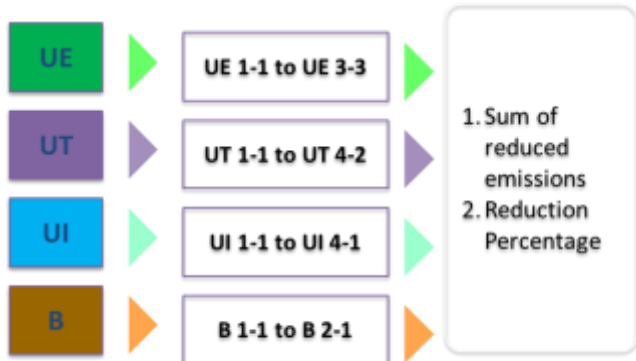 UE
UE 1-1 to UE 3-3
UT
UT 1-1 to UT 4-2
UI
UI 1-1 to UI 4-1
B
B 1-1 to B 2-1
1. Sum of
reduced
emissions
2. Reduction
Percentage